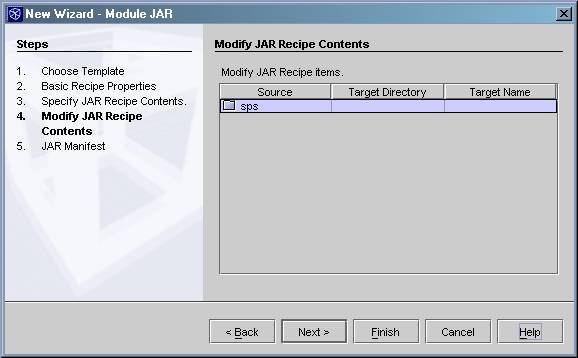 New Wizard - Module JAR
Steps
1. Choose Template
2. Basic Recipe Properties
3. Specify JAR Recipe Contents.
4. Modify JAR Recipe
Contents
5. JAR Manifest
Modify JAR Recipe Contents
Modify JAR Recipe items.
Source Target Directory Target Name
sps
< Back Next > Finish Cancel Help